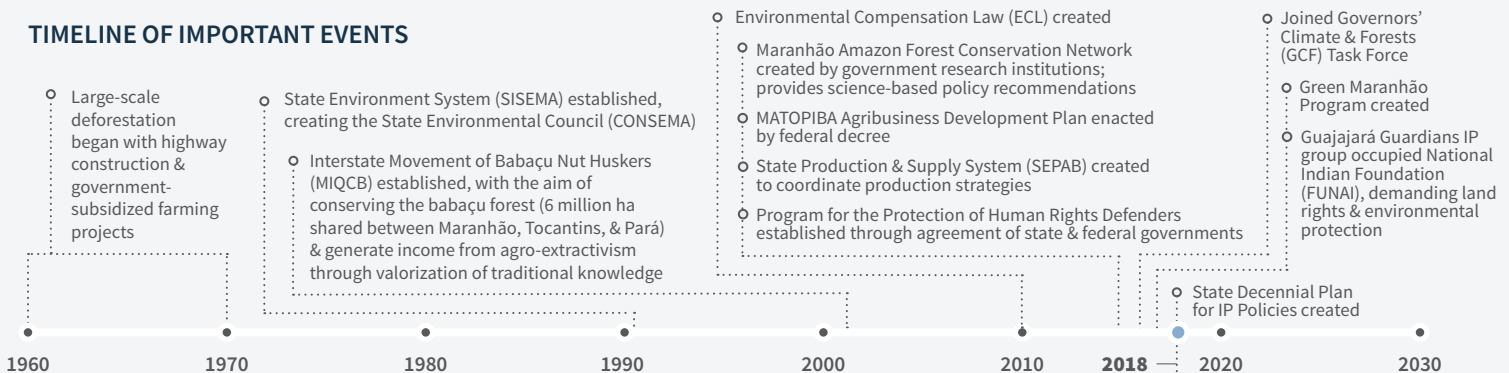 TIMELINE OF IMPORTANT EVENTS
Large-scale
deforestation
began with highway
construction &
government-
subsidized farming
projects
State Environment System (SISEMA) established,
creating the State Environmental Council (CONSEMA)
Interstate Movement of Babaçu Nut Huskers
(MIQCB) established, with the aim of
conserving the babaçu forest (6 million ha
shared between Maranhão, Tocantins, & Pará)
& generate income from agro-extractivism
through valorization of traditional knowledge
Environmental Compensation Law (ECL) created
Maranhão Amazon Forest Conservation Network
created by government research institutions;
provides science-based policy recommendations
MATOPIBA Agribusiness Development Plan enacted
by federal decree
State Production & Supply System (SEPAB) created
to coordinate production strategies
Program for the Protection of Human Rights Defenders
established through agreement of state & federal governments
Joined Governors’
Climate & Forests
(GCF) Task Force
Green Maranhão
Program created
Guajajará Guardians IP
group occupied National
Indian Foundation
(FUNAI), demanding land
rights & environmental
protection
State Decennial Plan
for IP Policies created
1960 1970 1980 1990 2000 2010 2018 2020 2030